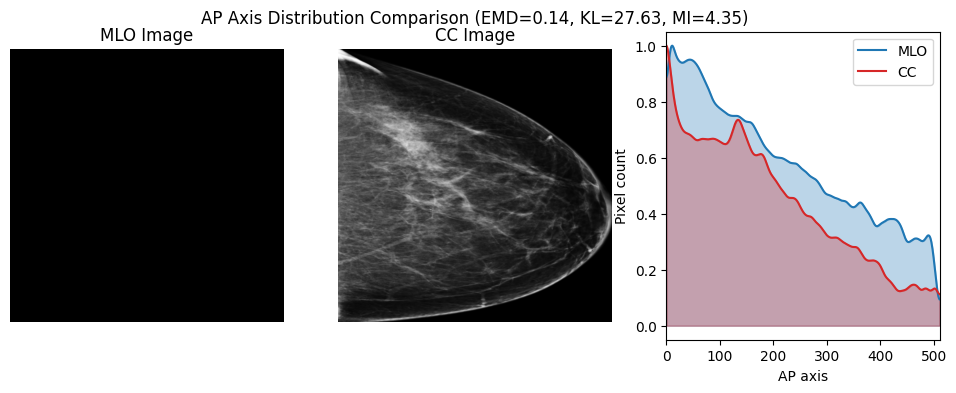 AP Axis Distribution Comparison (EMD=0.14, KL=27.63, MI=4.35)
MLO Image
CC Image
MLO
CC
Pixel count
1.0
0.8
0.6
0.4
0.2
0.0
0 100 200 300 400 500
AP axis